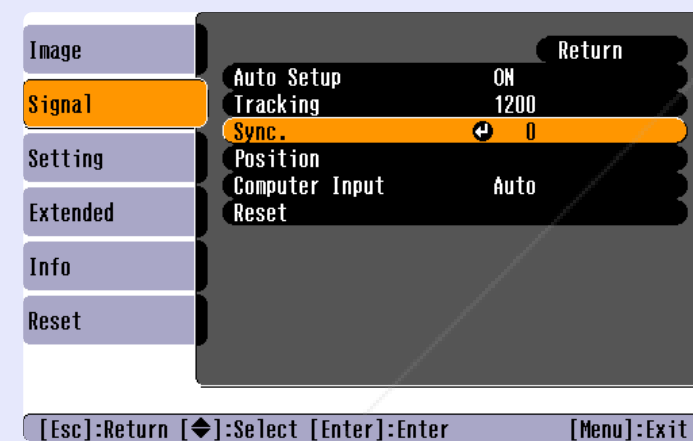 Image
Signal
Setting
Extended
Info
Reset
Return
Auto Setup ON
Tracking 1200
Sync. 0
Position
Computer Input Auto
Reset
[Esc]:Return [◆]:Select [Enter]:Enter [Menu]:Exit